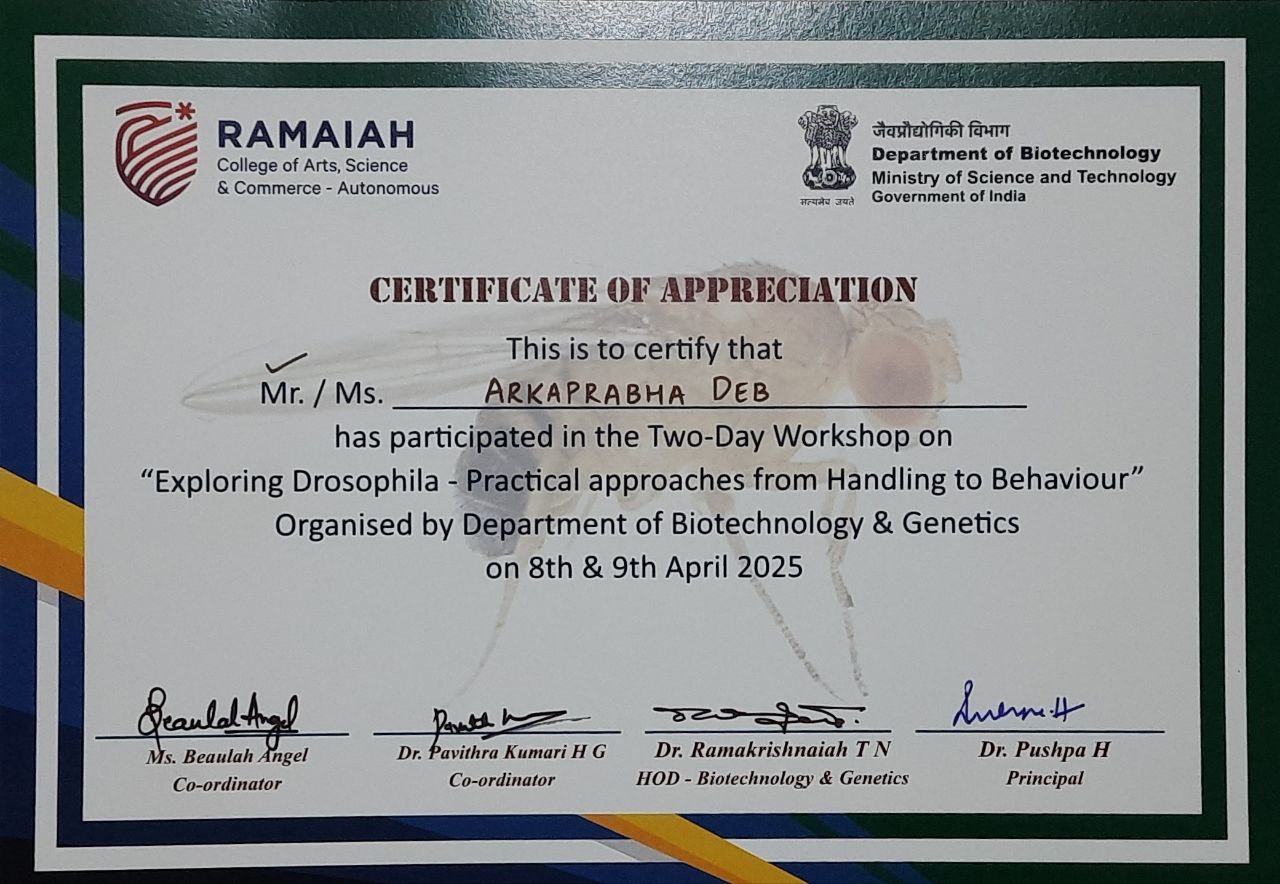 RAMAIAH
College of Arts, Science
& Commerce - Autonomous
जैवप्रौद्योगिकी विभाग
Department of Biotechnology
Ministry of Science and Technology
Government of India
सत्यमेव जयते
CERTIFICATE OF APPRECIATION
This is to certify that
Mr. / Ms. ARKAPRABHA DEB
has participated in the Two-Day Workshop on
“Exploring Drosophila - Practical approaches from Handling to Behaviour”
Organised by Department of Biotechnology & Genetics
on 8th & 9th April 2025
Beaulah Angel
Ms. Beaulah Angel
Co-ordinator
Dr. Pavithra Kumari H G
Co-ordinator
Dr. Ramakrishnaiah T N
HOD - Biotechnology & Genetics
Dr. Pushpa H
Principal